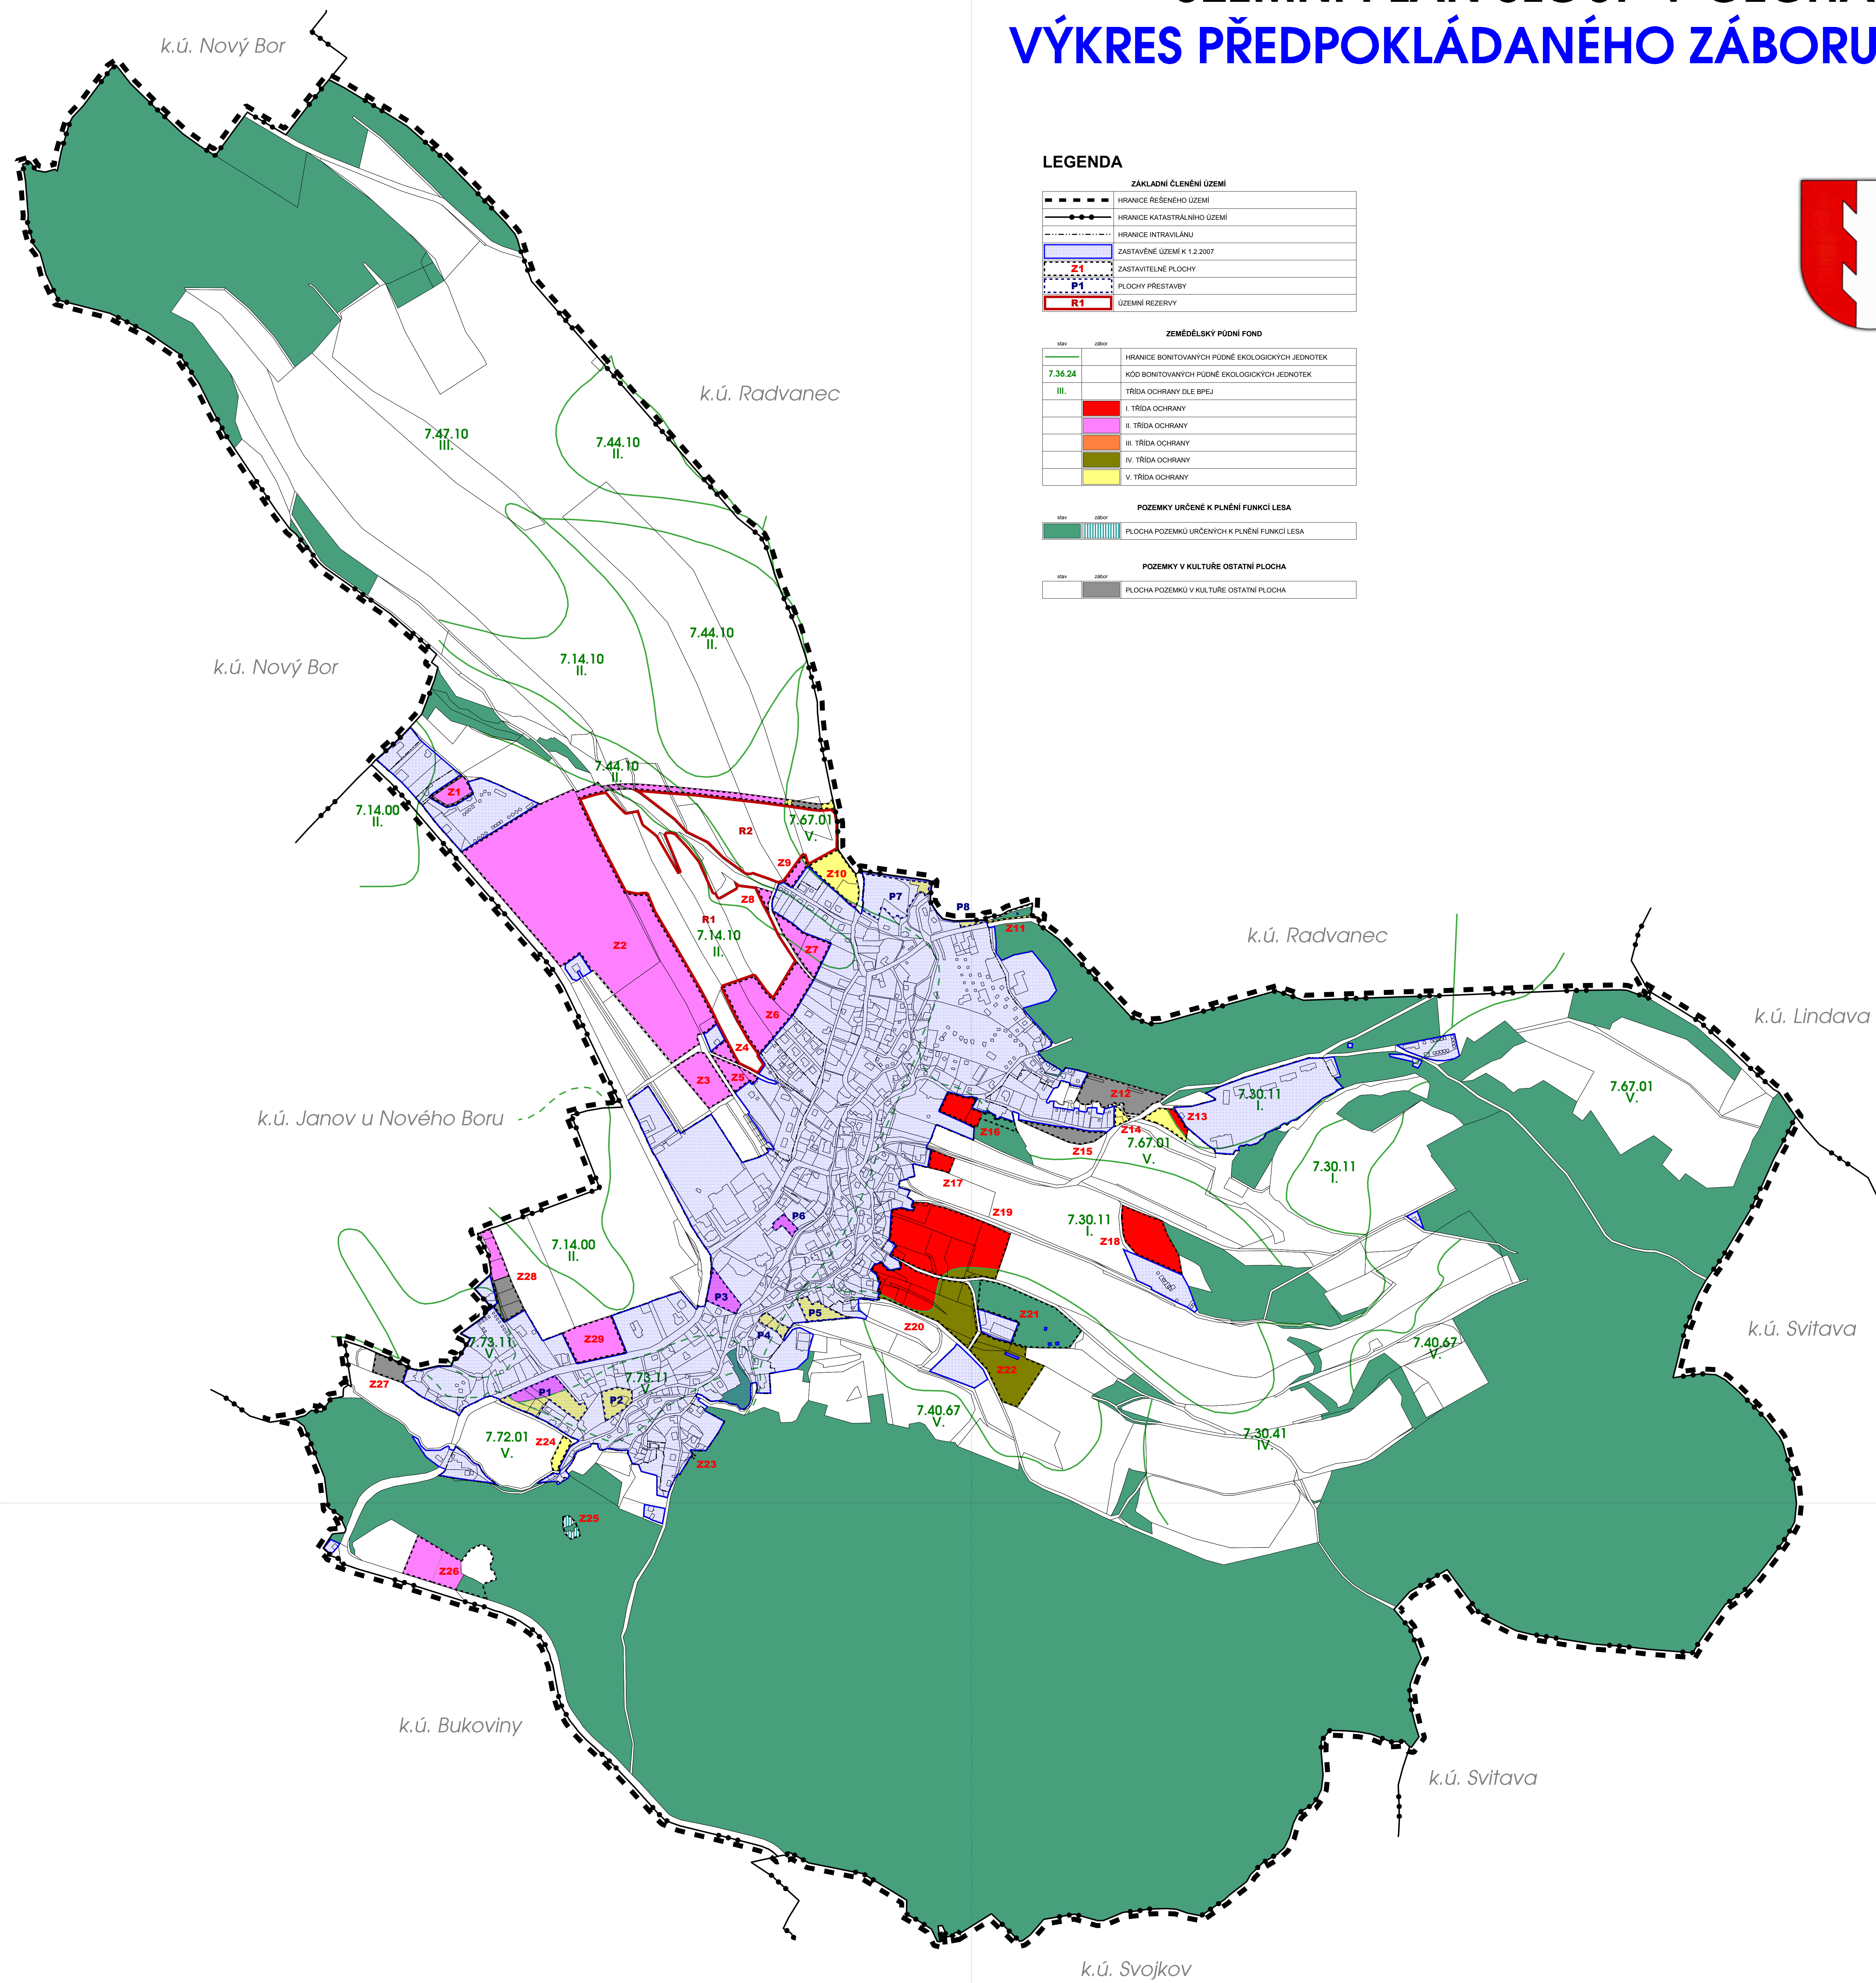 VÝKRES PŘEDPOKLÁDANÉHO ZÁBORU
k.ú. Nový Bor
LEGENDA
ZÁKLADNÍ ČLENĚNÍ ÚZEMÍ
HRANICE ŘEŠENÉHO ÚZEMÍ
HRANICE KATASTRÁLNÍHO ÚZEMÍ
HRANICE INTRAVILÁNU
ZASTAVĚNÉ ÚZEMÍ K 1.2.2007
Z1 ZASTAVITELNÉ PLOCHY
P1 PLOCHY PŘESTAVBY
R1 ÚZEMNÍ REZERVY
ZEMĚDĚLSKÝ PŮDNÍ FOND
stav zábor
HRANICE BONITOVANÝCH PŮDNĚ EKOLOGICKÝCH JEDNOTEK
7.36.24 KÓD BONITOVANÝCH PŮDNĚ EKOLOGICKÝCH JEDNOTEK
III. TŘÍDA OCHRANY DLE BPEJ
I. TŘÍDA OCHRANY
II. TŘÍDA OCHRANY
III. TŘÍDA OCHRANY
IV. TŘÍDA OCHRANY
V. TŘÍDA OCHRANY
POZEMKY URČENÉ K PLNĚNÍ FUNKCÍ LESA
stav zábor
PLOCHA POZEMKŮ URČENÝCH K PLNĚNÍ FUNKCÍ LESA
POZEMKY V KULTUŘE OSTATNÍ PLOCHA
stav zábor
PLOCHA POZEMKŮ V KULTUŘE OSTATNÍ PLOCHA
k.ú. Radvanec
7.47.10
III.
7.44.10
II.
7.44.10
II.
7.14.10
II.
k.ú. Nový Bor
7.44.10
II.
Z1
7.14.00
II.
7.67.01
V.
R2
Z9
Z10
Z8
P7
P8
R1
Z11
7.14.10
II.
Z2
Z7
k.ú. Radvanec
Z6
k.ú. Lindava
Z4
Z5
Z3
Z12
7.30.11
I.
7.67.01
V.
k.ú. Janov u Nového Boru
Z13
Z14
Z16
Z15
7.67.01
V.
7.30.11
I.
Z17
Z19
P6
7.30.11
I.
Z18
7.14.00
II.
Z28
P3
P5
Z21
P4
Z20
k.ú. Svitava
Z29
7.73.11
V.
7.40.67
V.
Z22
Z27
7.73.11
V.
P1
P2
7.40.67
V.
7.72.01
V.
Z24
7.30.41
IV.
Z23
Z25
Z26
k.ú. Bukoviny
k.ú. Svitava
k.ú. Svojkov